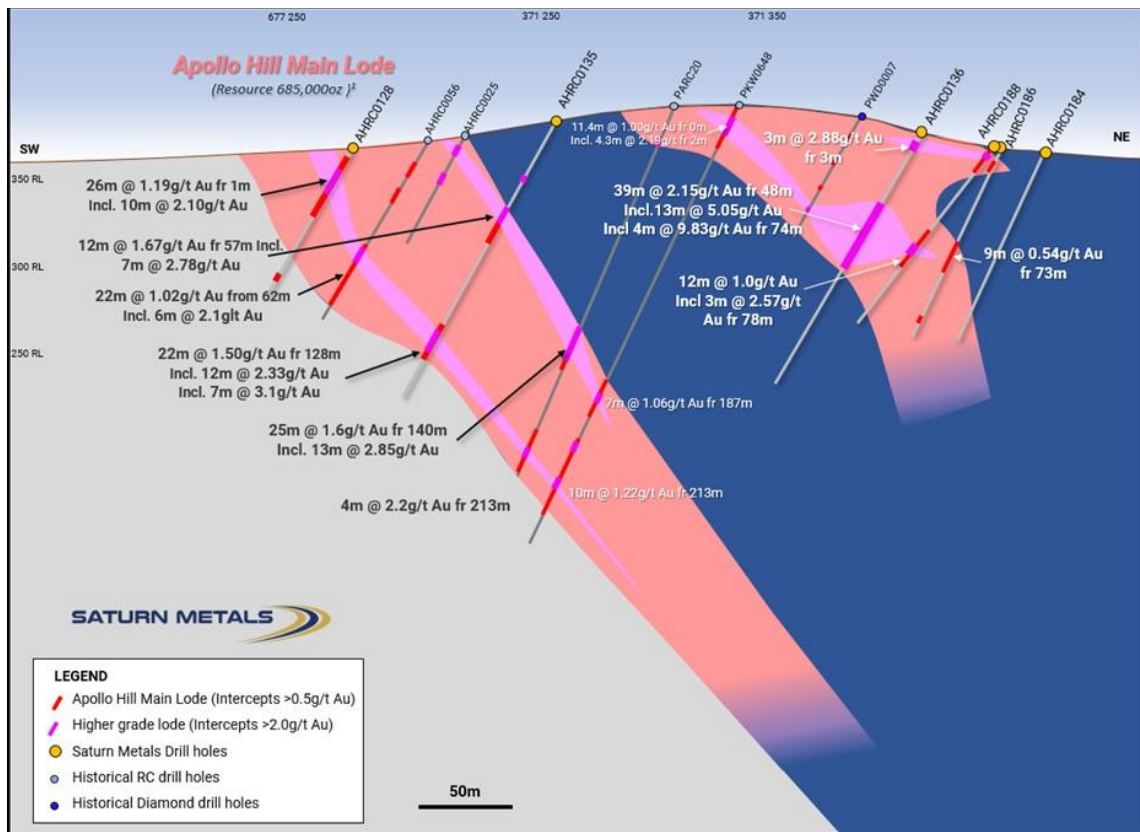 677 250
371 250
371 350
Apollo Hill Main Lode
(Resource 685,000oz )¹
AHRC0128
AHRC0056
AHRC0025
AHRC0135
PARC20
PKW0648
PWD0007
AHRC0136
AHRC0188
AHRC0186
AHRC0184
SW
NE
350 RL
300 RL
250 RL
26m @ 1.19g/t Au fr 1m
Incl. 10m @ 2.10g/t Au
12m @ 1.67g/t Au fr 57m Incl.
7m @ 2.78g/t Au
22m @ 1.02g/t Au from 62m
Incl. 6m @ 2.1glt Au
22m @ 1.50g/t Au fr 128m
Incl. 12m @ 2.33g/t Au
Incl. 7m @ 3.1g/t Au
25m @ 1.6g/t Au fr 140m
Incl. 13m @ 2.85g/t Au
4m @ 2.2g/t Au fr 213m
11.4m @ 1.09g/t Au fr 0m
Incl. 4.3m @ 2.19g/t fr 2m
3m @ 2.88g/t Au
fr 3m
39m @ 2.15g/t Au fr 48m
Incl.13m @ 5.05g/t Au
Incl 4m @ 9.83g/t Au fr 74m
12m @ 1.0g/t Au
Incl 3m @ 2.57g/t
Au fr 78m
9m @ 0.54g/t Au
fr 73m
7m @ 1.06g/t Au fr 187m
10m @ 1.22g/t Au fr 213m
SATURN METALS
LEGEND
Apollo Hill Main Lode (Intercepts >0.5g/t Au)
Higher grade lode (Intercepts >2.0g/t Au)
Saturn Metals Drill holes
Historical RC drill holes
Historical Diamond drill holes
50m